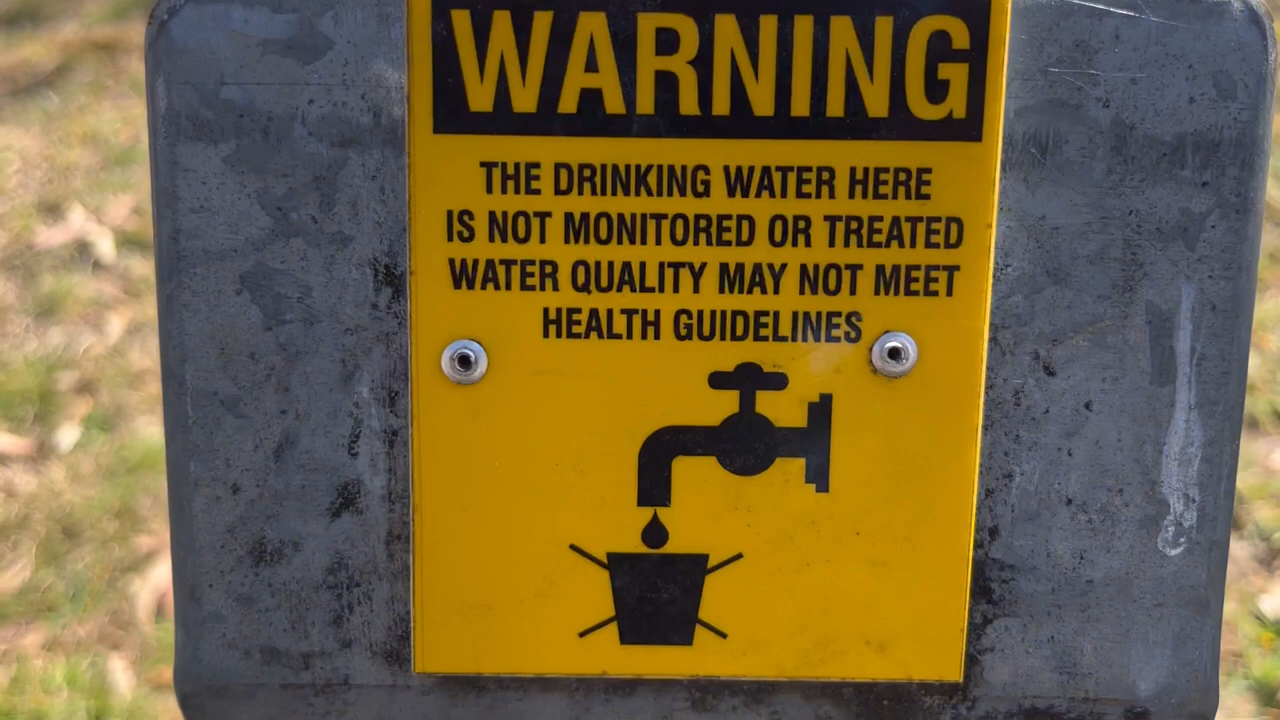 WARNING
THE DRINKING WATER HERE
IS NOT MONITORED OR TREATED
WATER QUALITY MAY NOT MEET
HEALTH GUIDELINES